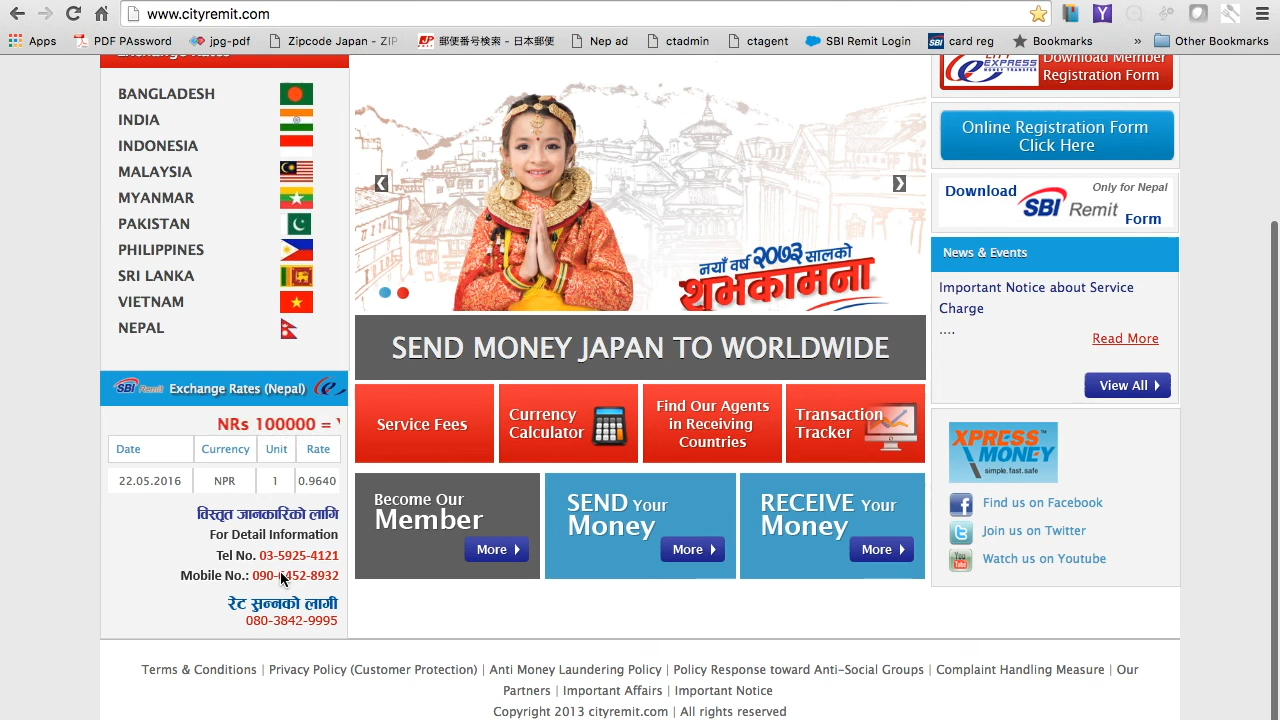 www.cityremit.com
Apps PDF PAssword jpg-pdf Zipcode Japan - ZIP 郵便番号検索 - 日本郵便 Nep ad ctadmin ctagent SBI Remit Login card reg Bookmarks » Other Bookmarks
BANGLADESH
INDIA
INDONESIA
MALAYSIA
MYANMAR
PAKISTAN
PHILIPPINES
SRI LANKA
VIETNAM
NEPAL
SBI Remit Exchange Rates (Nepal)
NRs 100000 =
Date Currency Unit Rate
22.05.2016 NPR 1 0.9640
विस्तृत जानकारिको लागि
For Detail Information
Tel No. 03-5925-4121
Mobile No.: 090-6452-8932
रेट सुन्नको लागी
080-3842-9995
नयाँ वर्ष २०७३ सालको
शुभकामना
SEND MONEY JAPAN TO WORLDWIDE
Service Fees
Currency
Calculator
Find Our Agents
in Receiving
Countries
Transaction
Tracker
Become Our
Member
More
SEND Your
Money
More
RECEIVE Your
Money
More
CITY EXPRESS
MONEY TRANSFER
Download Member
Registration Form
Online Registration Form
Click Here
Download SBI Remit Only for Nepal
Form
News & Events
Important Notice about Service
Charge
....
Read More
View All
XPRESS
MONEY
simple.fast.safe
Find us on Facebook
Join us on Twitter
Watch us on Youtube
Terms & Conditions | Privacy Policy (Customer Protection) | Anti Money Laundering Policy | Policy Response toward Anti-Social Groups | Complaint Handling Measure | Our
Partners | Important Affairs | Important Notice
Copyright 2013 cityremit.com | All rights reserved